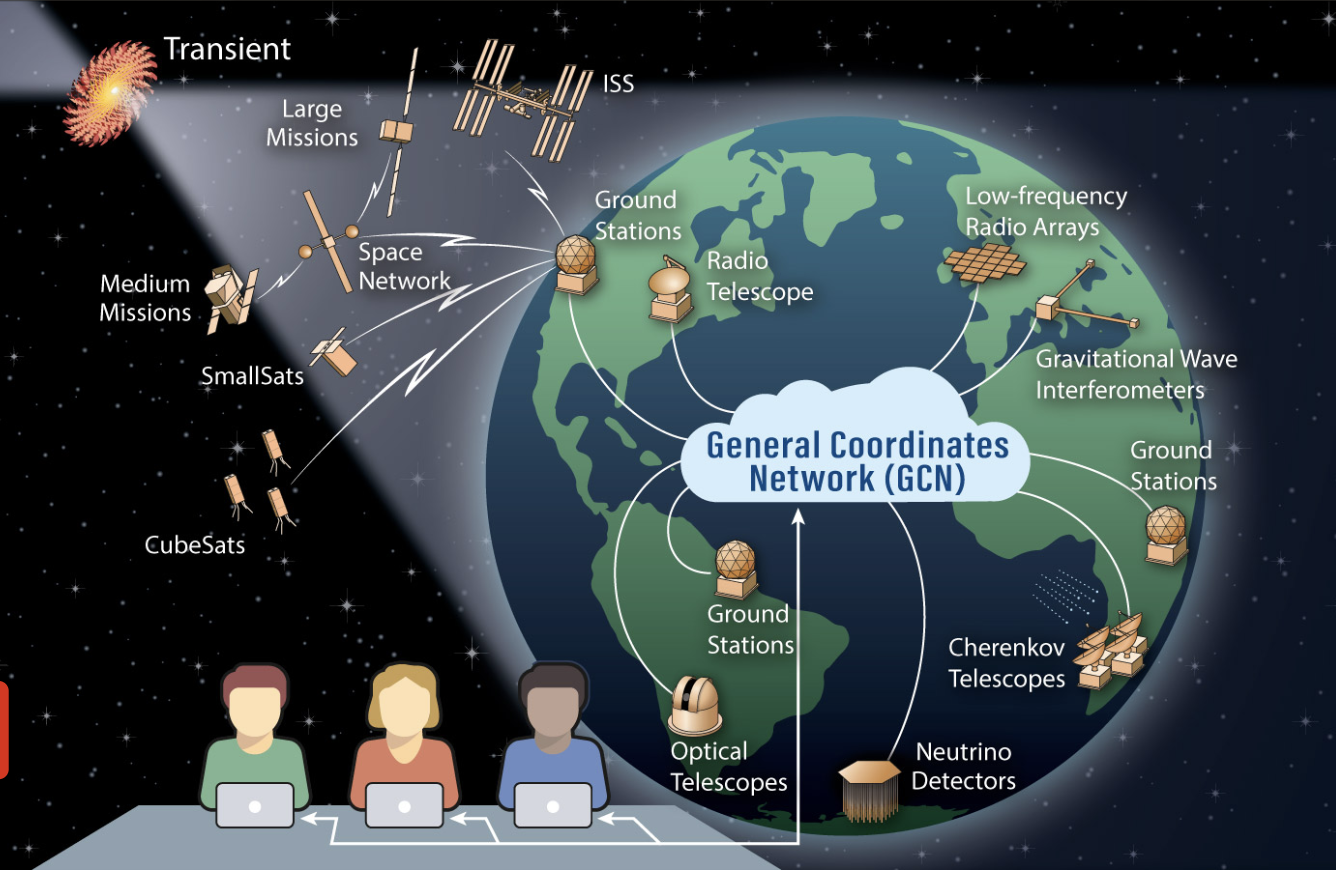 Transient
ISS
Large
Missions
Ground
Stations
Low-frequency
Radio Arrays
Space
Network
Radio
Telescope
Medium
Missions
SmallSats
Gravitational Wave
Interferometers
General Coordinates
Network (GCN)
Ground
Stations
CubeSats
Ground
Stations
Cherenkov
Telescopes
Optical
Telescopes
Neutrino
Detectors